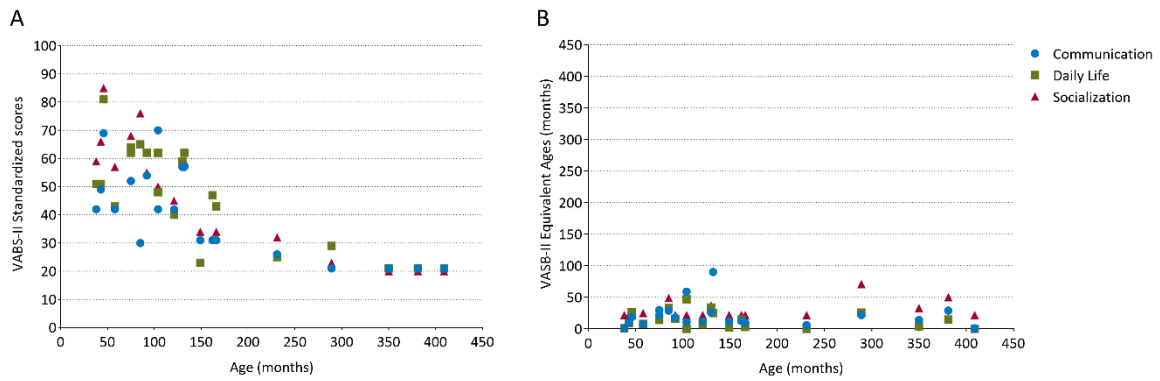 A
VABS-II Standardized scores
100
90
80
70
60
50
40
30
20
10
0
0 50 100 150 200 250 300 350 400 450
Age (months)
B
VASB-II Equivalent Ages (months)
450
400
350
300
250
200
150
100
50
0
0 50 100 150 200 250 300 350 400 450
Age (months)
Communication
Daily Life
Socialization